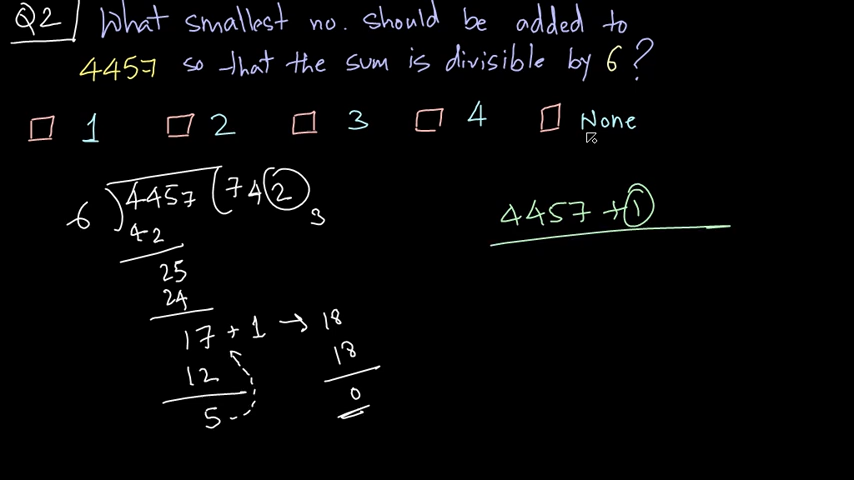 Q2 What smallest no. should be added to
4457 so that the sum is divisible by 6?
1 2 3 4 None
6 ) 4457 ( 742 3
42
25
24
17 + 1 → 18
12 18
5 0
4457 + 1